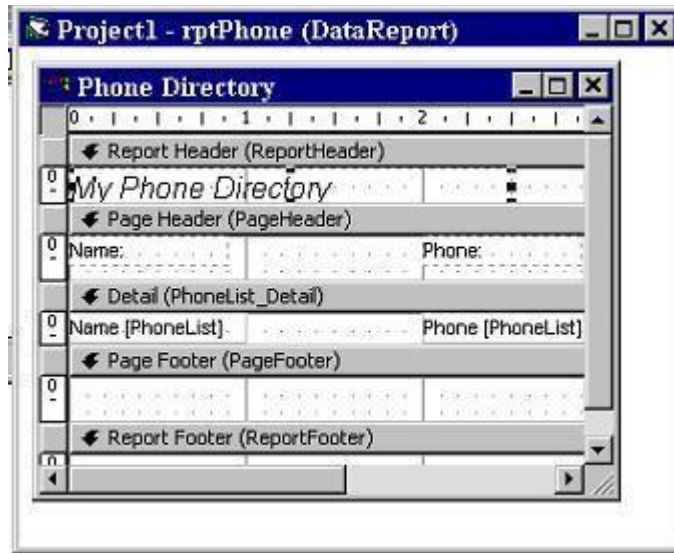 Project1 - rptPhone (DataReport)
Phone Directory
0 1 2
Report Header (ReportHeader)
0
My Phone Directory
Page Header (PageHeader)
0
Name: Phone:
Detail (PhoneList_Detail)
0
Name [PhoneList] Phone [PhoneList]
Page Footer (PageFooter)
0
Report Footer (ReportFooter)
0